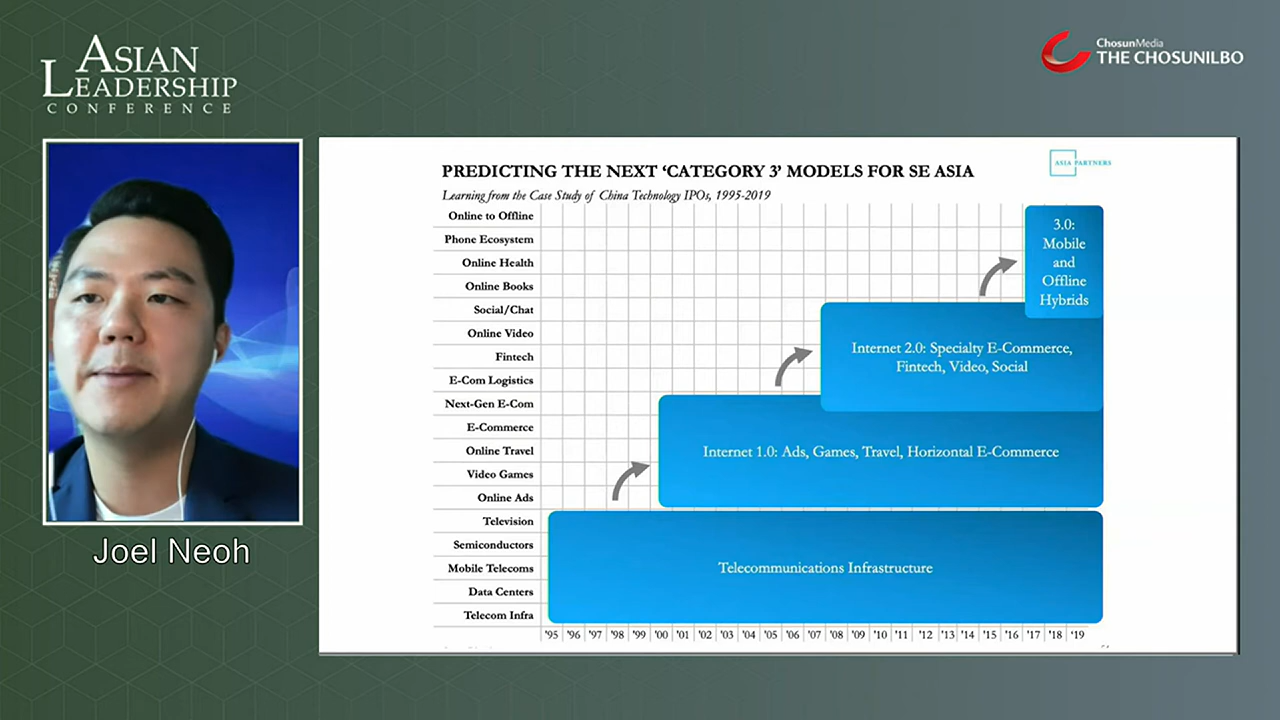 ASIAN
LEADERSHIP
CONFERENCE
ChosunMedia
THE CHOSUNILBO
Joel Neoh
PREDICTING THE NEXT ‘CATEGORY 3’ MODELS FOR SE ASIA
ASIA PARTNERS
Learning from the Case Study of China Technology IPOs, 1995-2019
Online to Offline
Phone Ecosystem
Online Health
Online Books
Social/Chat
Online Video
Fintech
E-Com Logistics
Next-Gen E-Com
E-Commerce
Online Travel
Video Games
Online Ads
Television
Semiconductors
Mobile Telecoms
Data Centers
Telecom Infra
3.0:
Mobile
and
Offline
Hybrids
Internet 2.0: Specialty E-Commerce,
Fintech, Video, Social
Internet 1.0: Ads, Games, Travel, Horizontal E-Commerce
Telecommunications Infrastructure
'95 '96 '97 '98 '99 '00 '01 '02 '03 '04 '05 '06 '07 '08 '09 '10 '11 '12 '13 '14 '15 '16 '17 '18 '19